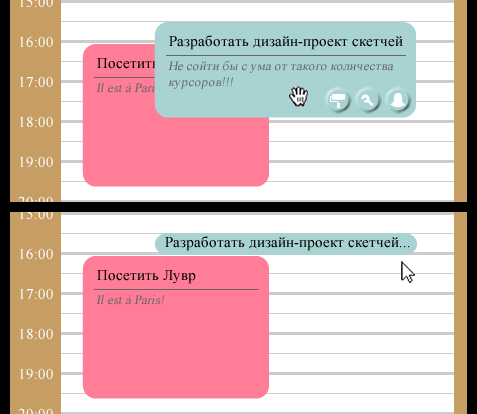 15:00
16:00
17:00
18:00
19:00
20:00
Разработать дизайн-проект скетчей
Не сойти бы с ума от такого количества
курсоров!!!
Посетить
Il est à Pari
15:00
16:00
17:00
18:00
19:00
20:00
Разработать дизайн-проект скетчей...
Посетить Лувр
Il est à Paris!